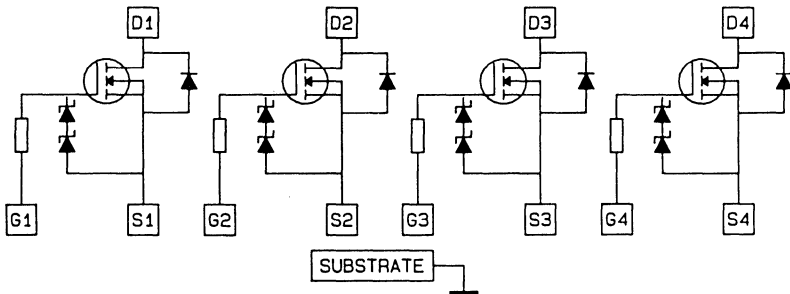 D1 D2 D3 D4
G1 S1 G2 S2 G3 S3 G4 S4
SUBSTRATE